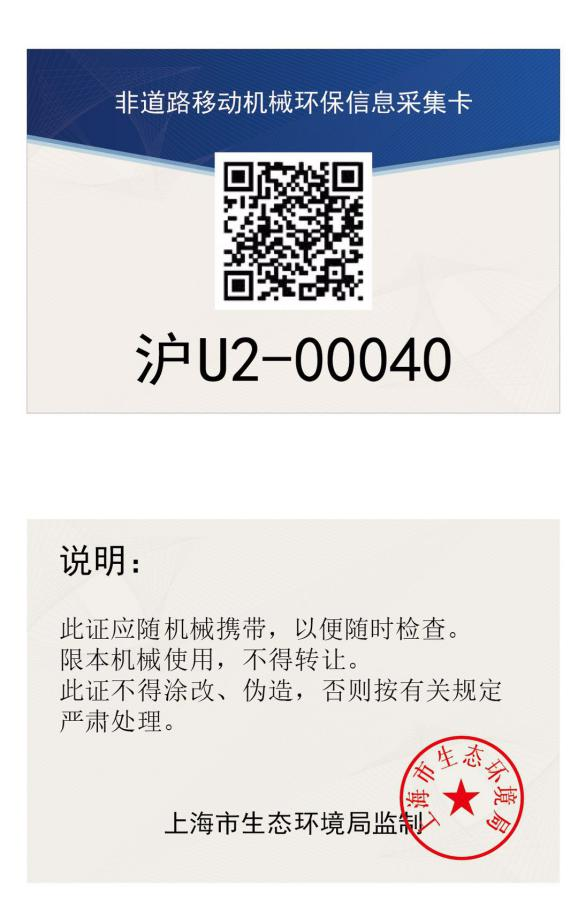 非道路移动机械环保信息采集卡
沪U2-00040
说明：
此证应随机械携带，以便随时检查。
限本机械使用，不得转让。
此证不得涂改、伪造，否则按有关规定
严肃处理。
上海市生态环境局监制
上海市生态环境局